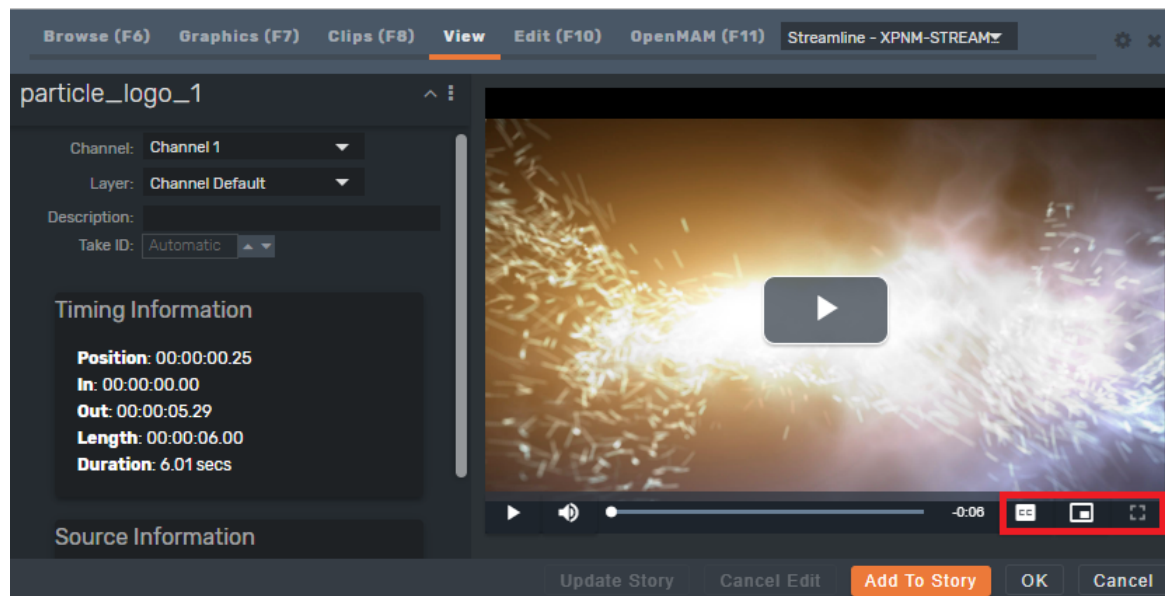 Browse (F6) Graphics (F7) Clips (F8) View Edit (F10) OpenMAM (F11) Streamline - XPNM-STREAM
particle_logo_1
Channel: Channel 1
Layer: Channel Default
Description:
Take ID: Automatic
Timing Information
Position: 00:00:00.25
In: 00:00:00.00
Out: 00:00:05.29
Length: 00:00:06.00
Duration: 6.01 secs
Source Information
-0:06 CC
Update Story Cancel Edit Add To Story OK Cancel